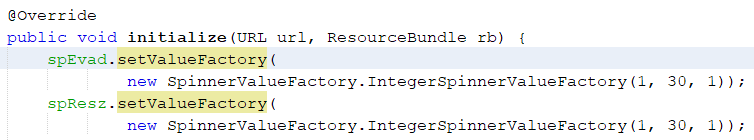 @Override
public void initialize(URL url, ResourceBundle rb) {
    spEvad.setValueFactory(
            new SpinnerValueFactory.IntegerSpinnerValueFactory(1, 30, 1));
    spResz.setValueFactory(
            new SpinnerValueFactory.IntegerSpinnerValueFactory(1, 30, 1));